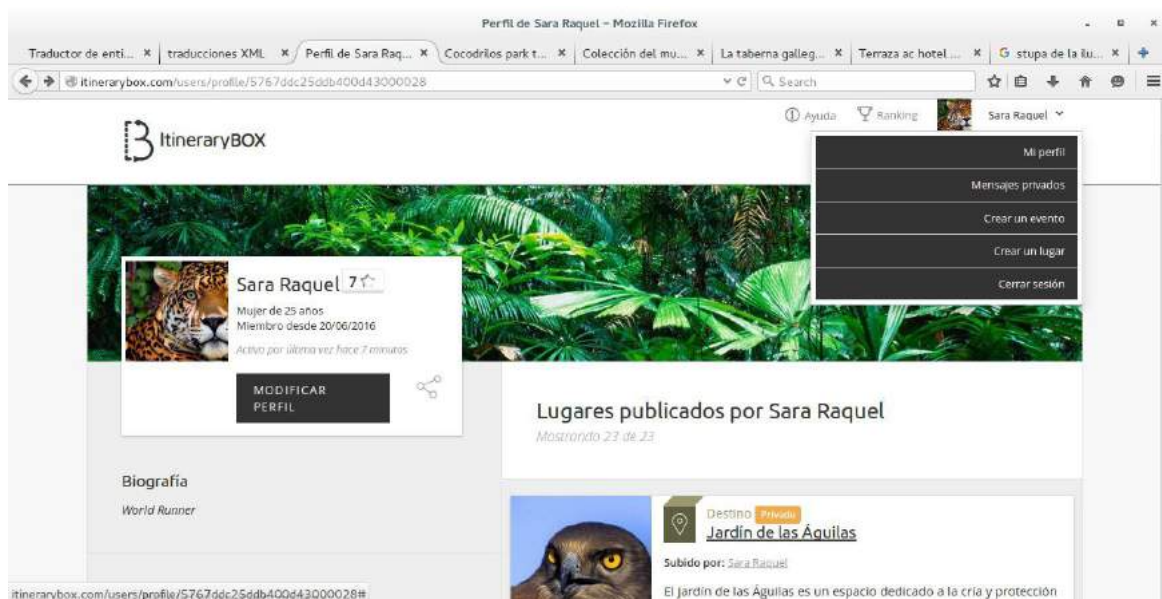 Perfil de Sara Raquel - Mozilla Firefox
Traductor de enti... traducciones XML Perfil de Sara Raq... Cocodrilos park t... Colección del mu... La taberna galleg... Terraza ac hotel .... G stupa de la ilu...
itinerarybox.com/users/profile/5767ddc25ddb400d43000028 Search
Ayuda Ranking Sara Raquel
ItineraryBOX
Mi perfil
Mensajes privados
Crear un evento
Crear un lugar
Cerrar sesión
Sara Raquel 7
Mujer de 25 años
Miembro desde 20/06/2016
Activo por última vez hace 7 minutos
MODIFICAR
PERFIL
Lugares publicados por Sara Raquel
Mostrando 23 de 23
Biografía
World Runner
Destino Privado
Jardín de las Águilas
Subido por: Sara Raquel
El jardín de las Águilas es un espacio dedicado a la cría y protección
itinerarybox.com/users/profile/5767ddc25ddb400d43000028#